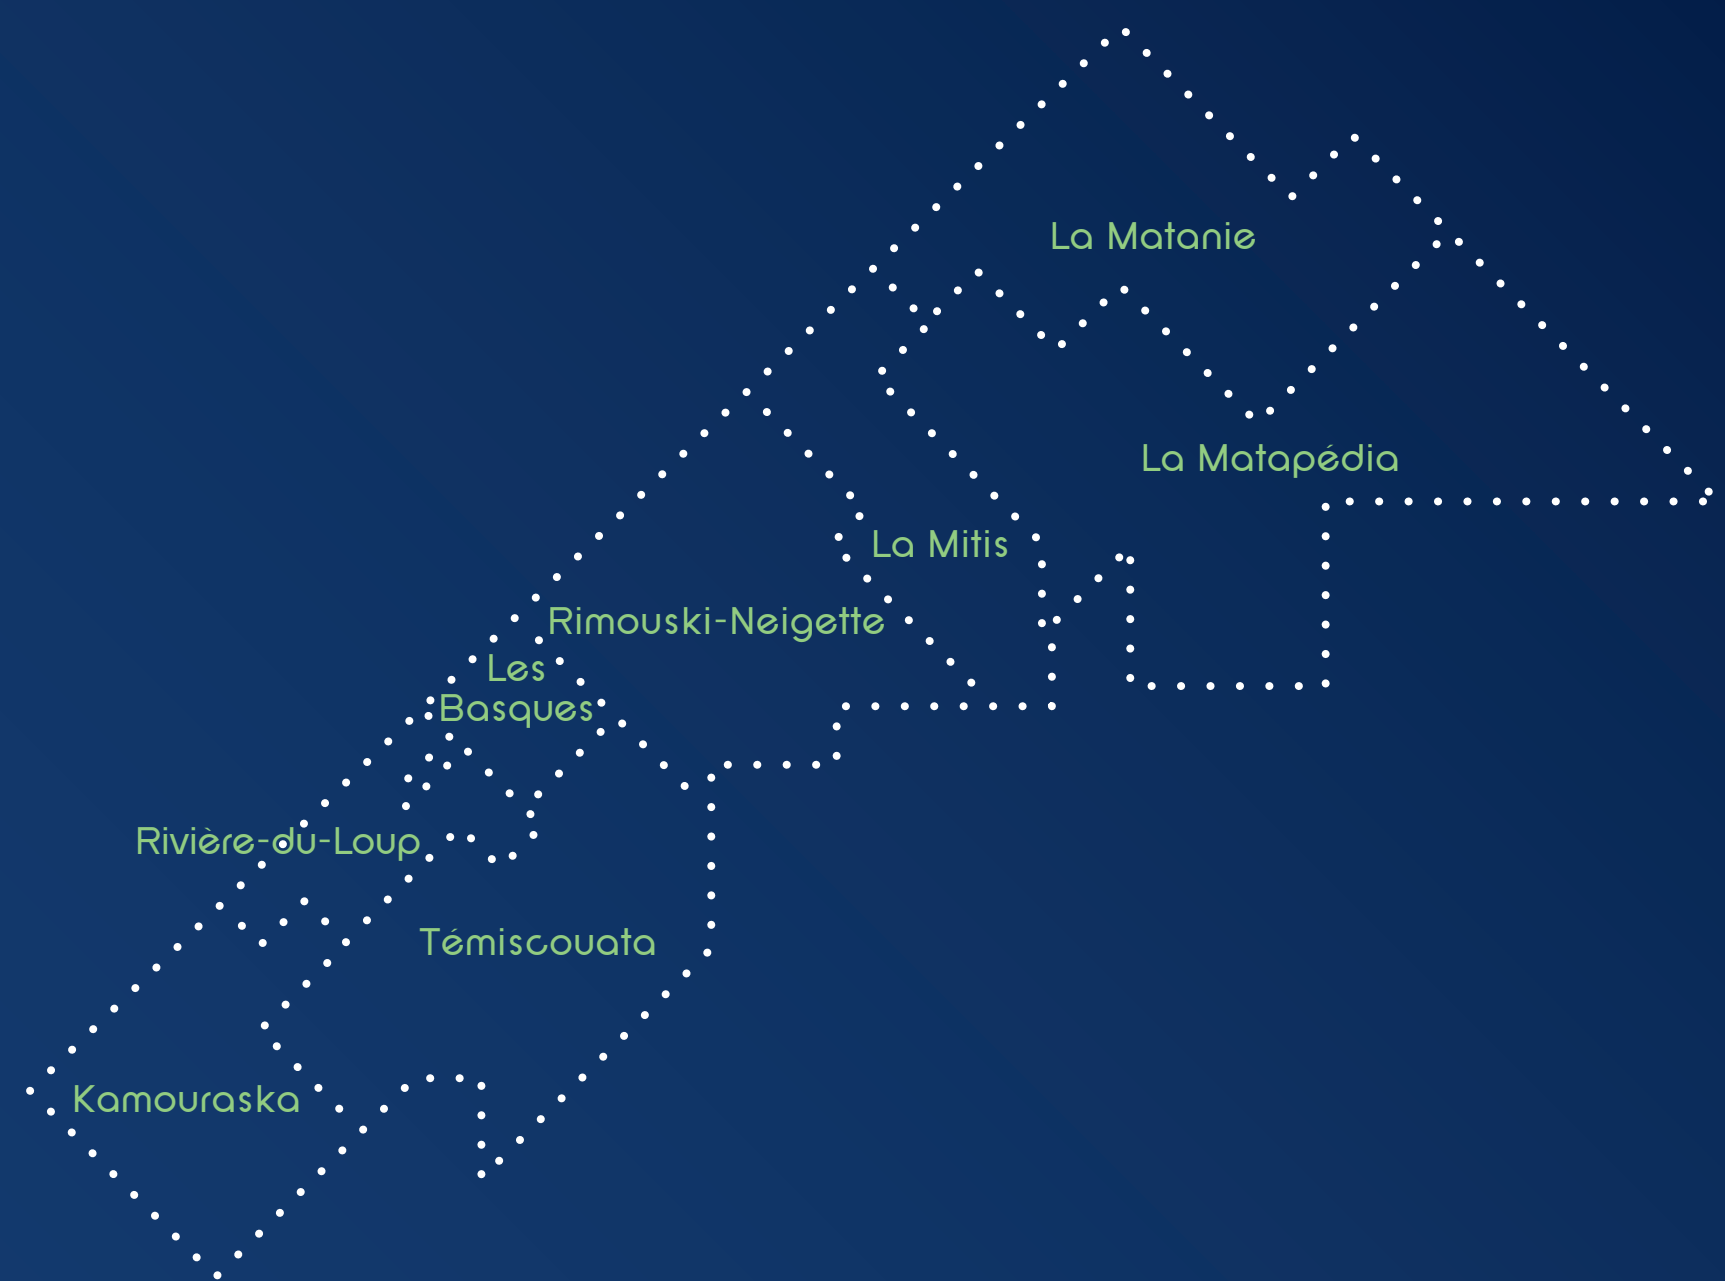 La Matanie
La Matapédia
La Mitis
Rimouski-Neigette
Les
Basques
Rivière-du-Loup
Témiscouata
Kamouraska